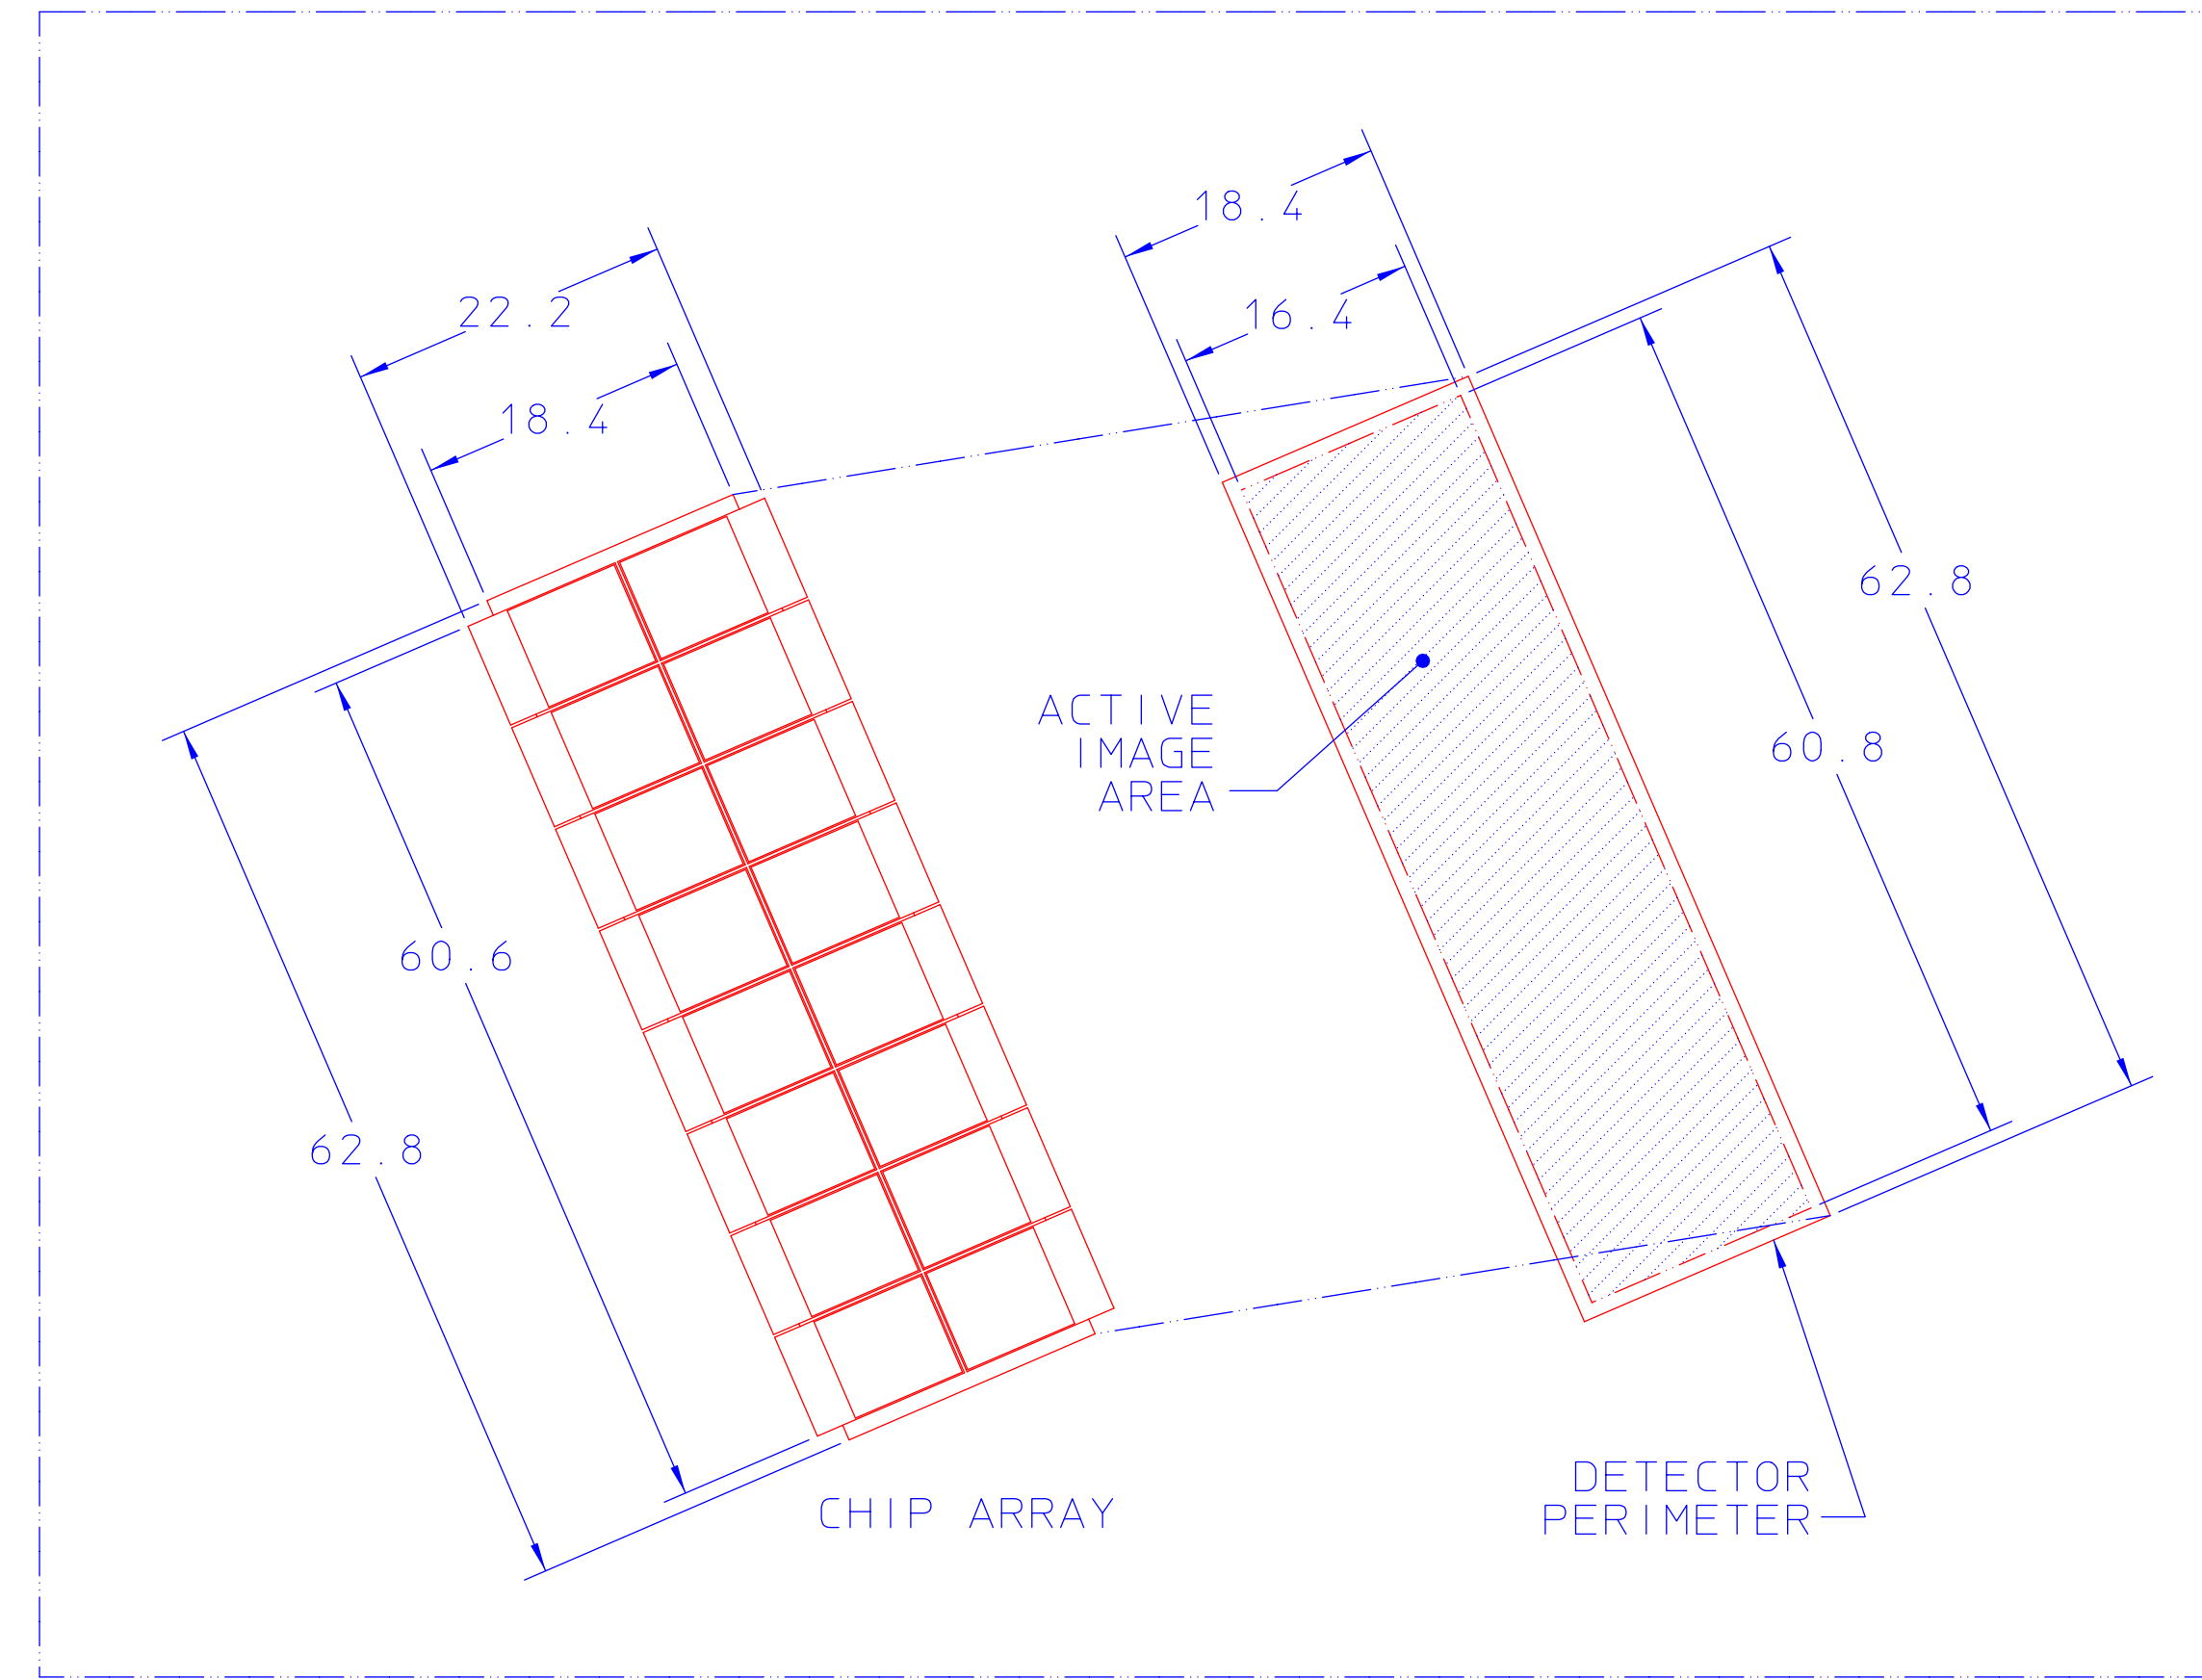 18.4
16.4
22.2
18.4
62.8
60.8
ACTIVE
IMAGE
AREA
60.6
62.8
CHIP ARRAY
DETECTOR
PERIMETER